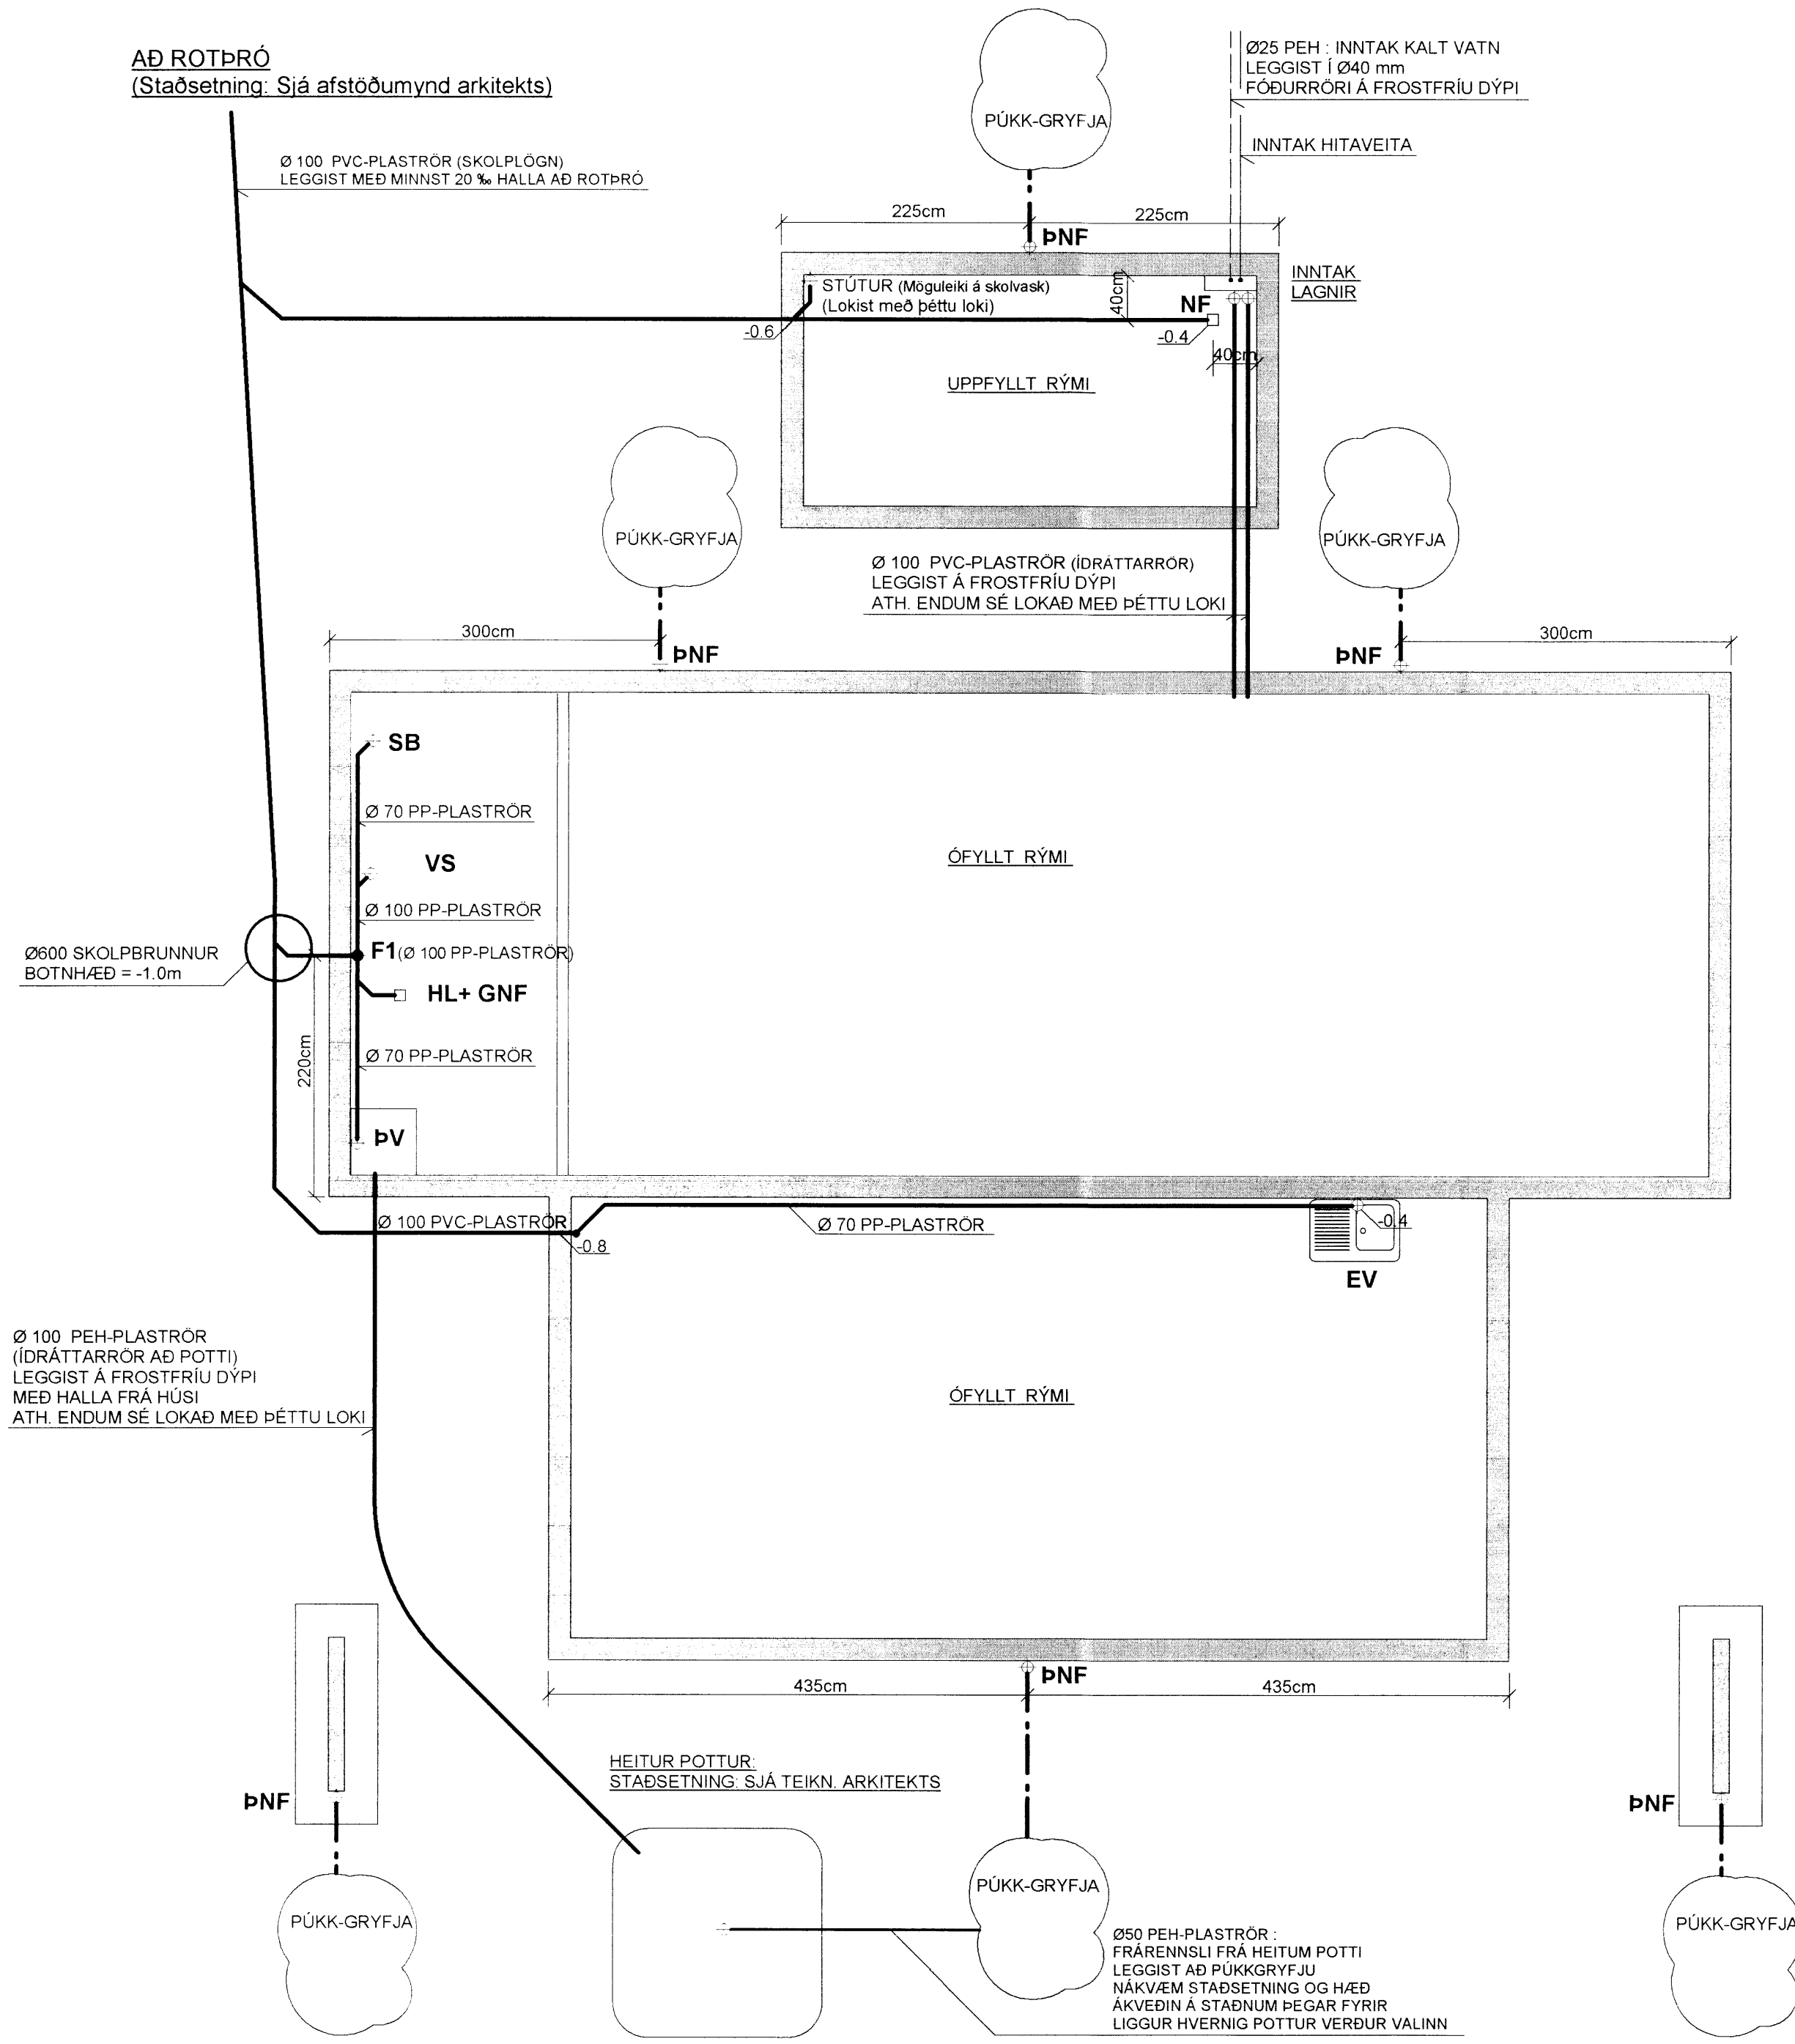 AÐ ROTÞRÓ
(Staðsetning: Sjá afstöðumynd arkitekts)
Ø25 PEH : INNTAK KALT VATN
LEGGIST Í Ø40 mm
FÓÐURRÖRI Á FROSTFRÍU DÝPI
INNTAK HITAVEITA
PÚKK-GRYFJA
Ø 100 PVC-PLASTRÖR (SKOLPLÖGN)
LEGGIST MEÐ MINNST 20 ‰ HALLA AÐ ROTÞRÓ
225cm
225cm
ÞNF
INNTAK
LAGNIR
STÚTUR (Möguleiki á skolvask)
(Lokist með þéttu loki)
40cm
NF
-0.6
-0.4
40cm
UPPFYLLT RÝMI
PÚKK-GRYFJA
PÚKK-GRYFJA
Ø 100 PVC-PLASTRÖR (ÍDRÁTTARRÖR)
LEGGIST Á FROSTFRÍU DÝPI
ATH. ENDUM SÉ LOKAÐ MEÐ ÞÉTTU LOKI
300cm
300cm
ÞNF
ÞNF
SB
Ø 70 PP-PLASTRÖR
VS
ÓFYLLT RÝMI
Ø 100 PP-PLASTRÖR
F1 (Ø 100 PP-PLASTRÖR)
Ø600 SKOLPBRUNNUR
BOTNHÆÐ = -1.0m
HL+ GNF
220cm
Ø 70 PP-PLASTRÖR
ÞV
Ø 100 PVC-PLASTRÖR
-0.8
Ø 70 PP-PLASTRÖR
-0.4
EV
Ø 100 PEH-PLASTRÖR
(ÍDRÁTTARRÖR AÐ POTTI)
LEGGIST Á FROSTFRÍU DÝPI
MEÐ HALLA FRÁ HÚSI
ATH. ENDUM SÉ LOKAÐ MEÐ ÞÉTTU LOKI
ÓFYLLT RÝMI
ÞNF
435cm
435cm
HEITUR POTTUR:
STAÐSETNING: SJÁ TEIKN. ARKITEKTS
ÞNF
ÞNF
PÚKK-GRYFJA
PÚKK-GRYFJA
PÚKK-GRYFJA
Ø50 PEH-PLASTRÖR :
FRÁRENNSLI FRÁ HEITUM POTTI
LEGGIST AÐ PÚKKGRYFJU
NÁKVÆM STAÐSETNING OG HÆÐ
ÁKVEÐIN Á STAÐNUM ÞEGAR FYRIR
LIGGUR HVERNIG POTTUR VERÐUR VALINN